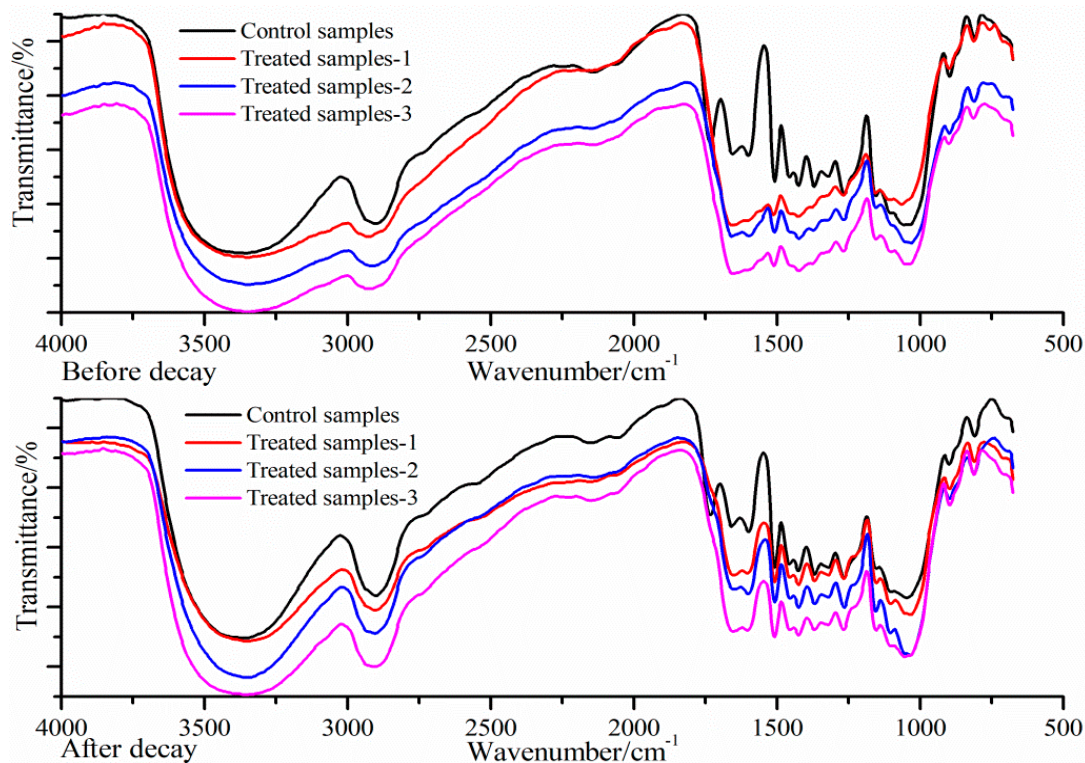 Transmittance/%
Control samples
Treated samples-1
Treated samples-2
Treated samples-3
4000 3500 3000 2500 2000 1500 1000 500
Before decay
Wavenumber/cm⁻¹
Transmittance/%
Control samples
Treated samples-1
Treated samples-2
Treated samples-3
4000 3500 3000 2500 2000 1500 1000 500
After decay
Wavenumber/cm⁻¹